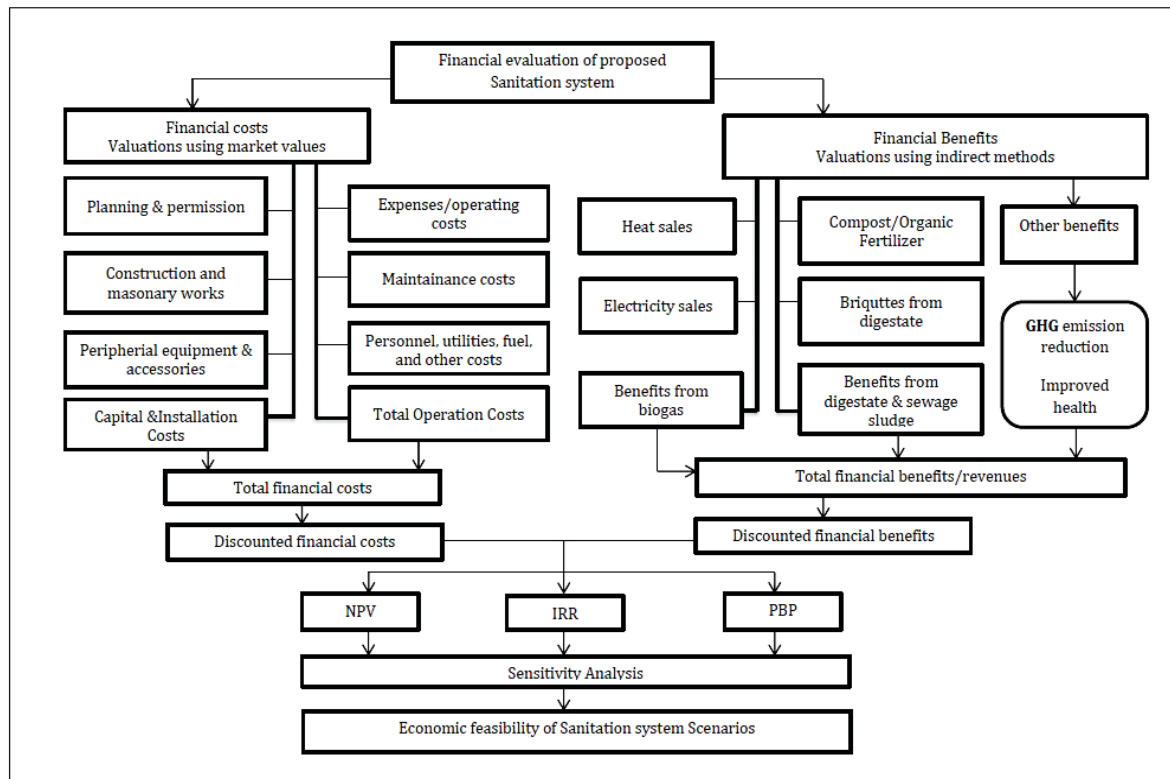 Financial evaluation of proposed
Sanitation system
Financial costs
Valuations using market values
Financial Benefits
Valuations using indirect methods
Planning & permission
Expenses/operating
costs
Heat sales
Compost/Organic
Fertilizer
Other benefits
Construction and
masonary works
Maintainance costs
Electricity sales
Briquttes from
digestate
GHG emission
reduction
Improved
health
Peripherial equipment &
accessories
Personnel, utilities, fuel,
and other costs
Benefits from
biogas
Benefits from
digestate & sewage
sludge
Capital &Installation
Costs
Total Operation Costs
Total financial costs
Total financial benefits/revenues
Discounted financial costs
Discounted financial benefits
NPV
IRR
PBP
Sensitivity Analysis
Economic feasibility of Sanitation system Scenarios